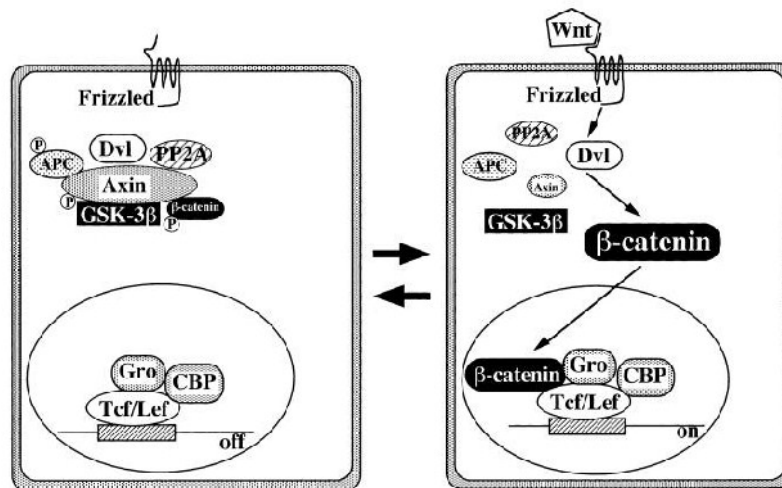 Frizzled
P
APC
Dvl
PP2A
Axin
P
GSK-3β
β-catenin
P
Gro
CBP
Tcf/Lef
off
Wnt
Frizzled
PP2A
Dvl
APC
Axin
GSK-3β
β-catenin
β-catenin
Gro
CBP
Tcf/Lef
on